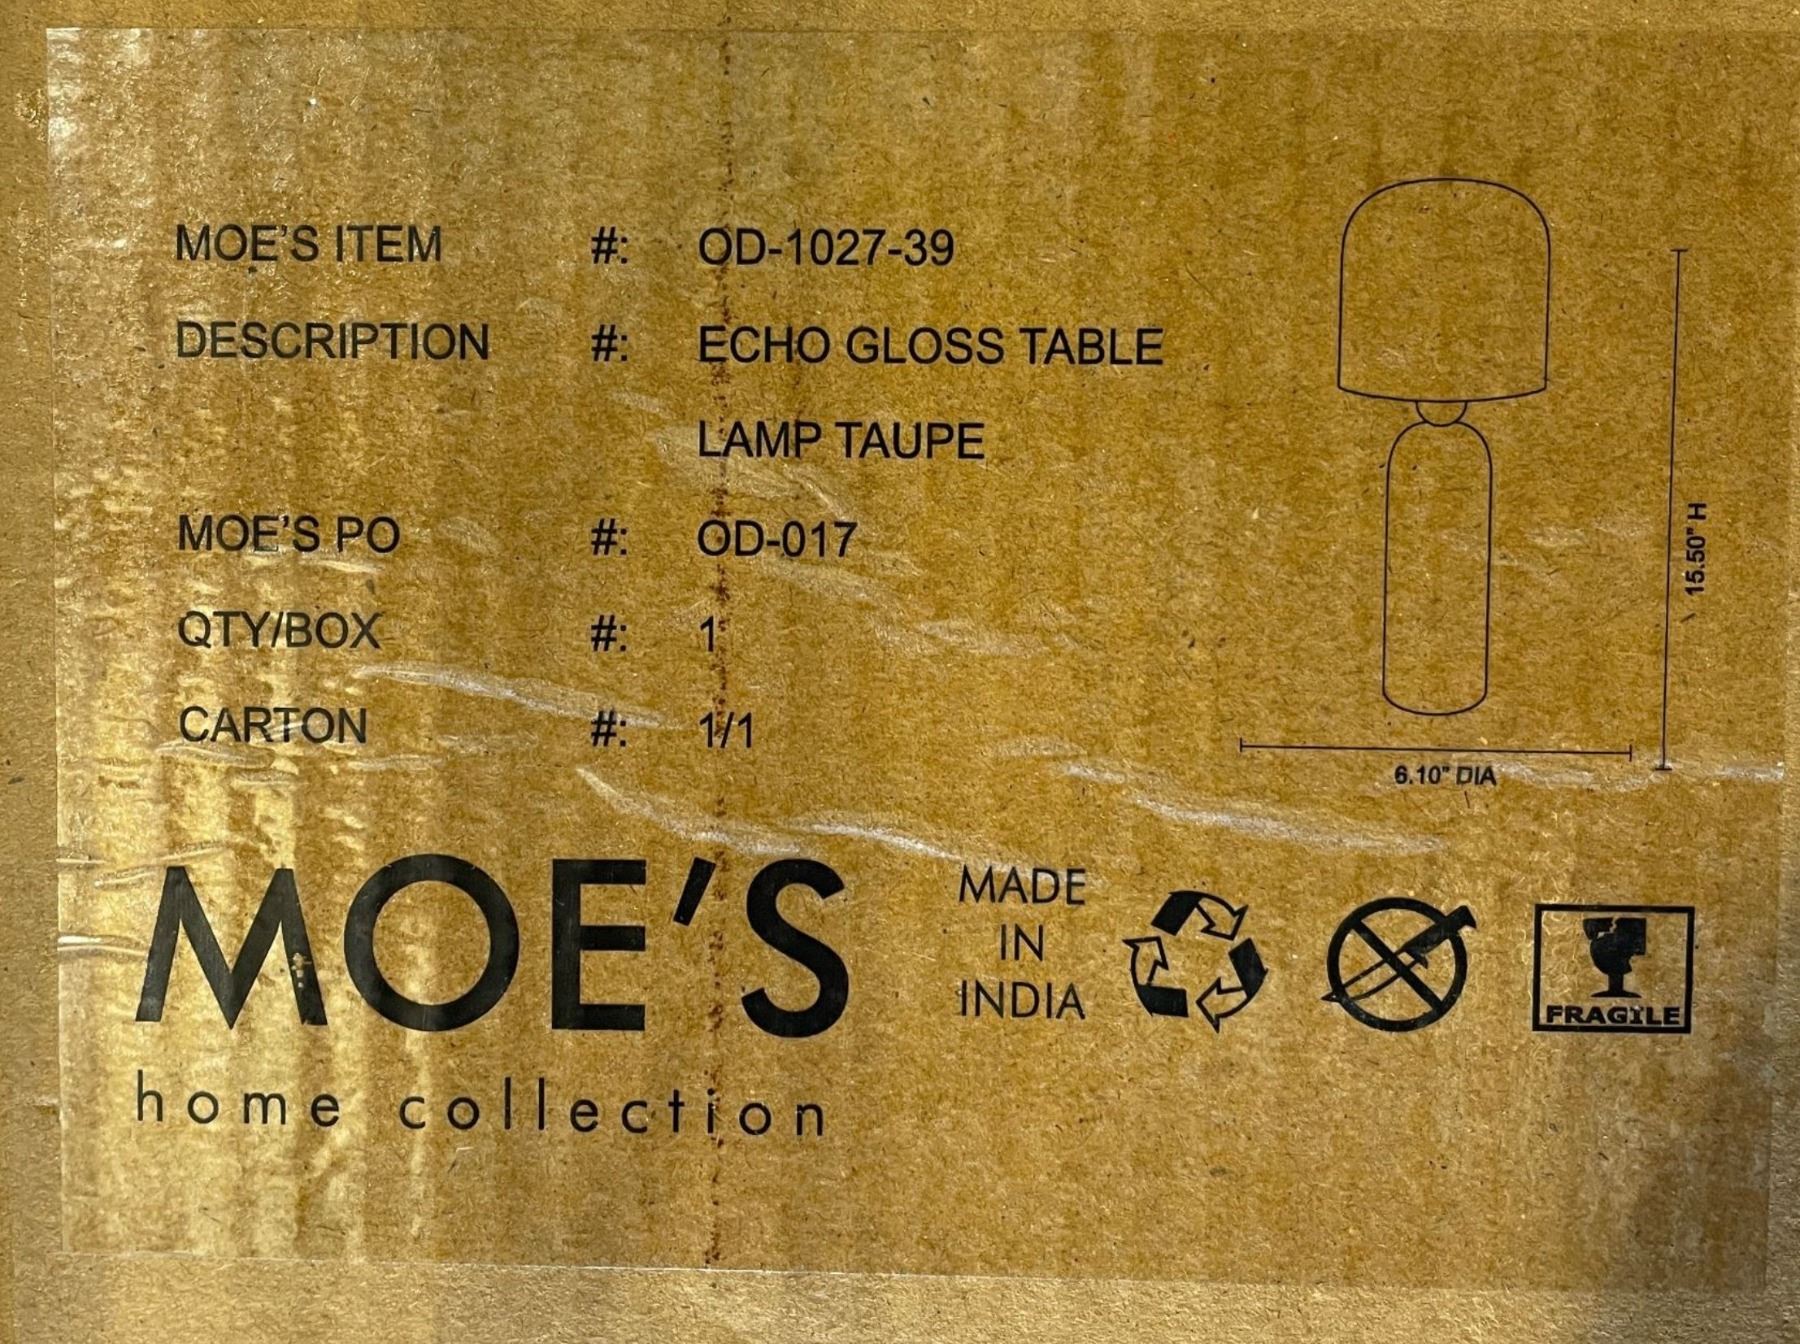 MOE'S ITEM #: OD-1027-39
DESCRIPTION #: ECHO GLOSS TABLE
LAMP TAUPE
MOE'S PO #: OD-017
QTY/BOX #: 1
CARTON #: 1/1
15.50" H
6.10" DIA
MOE'S
home collection
MADE
IN
INDIA
FRAGILE